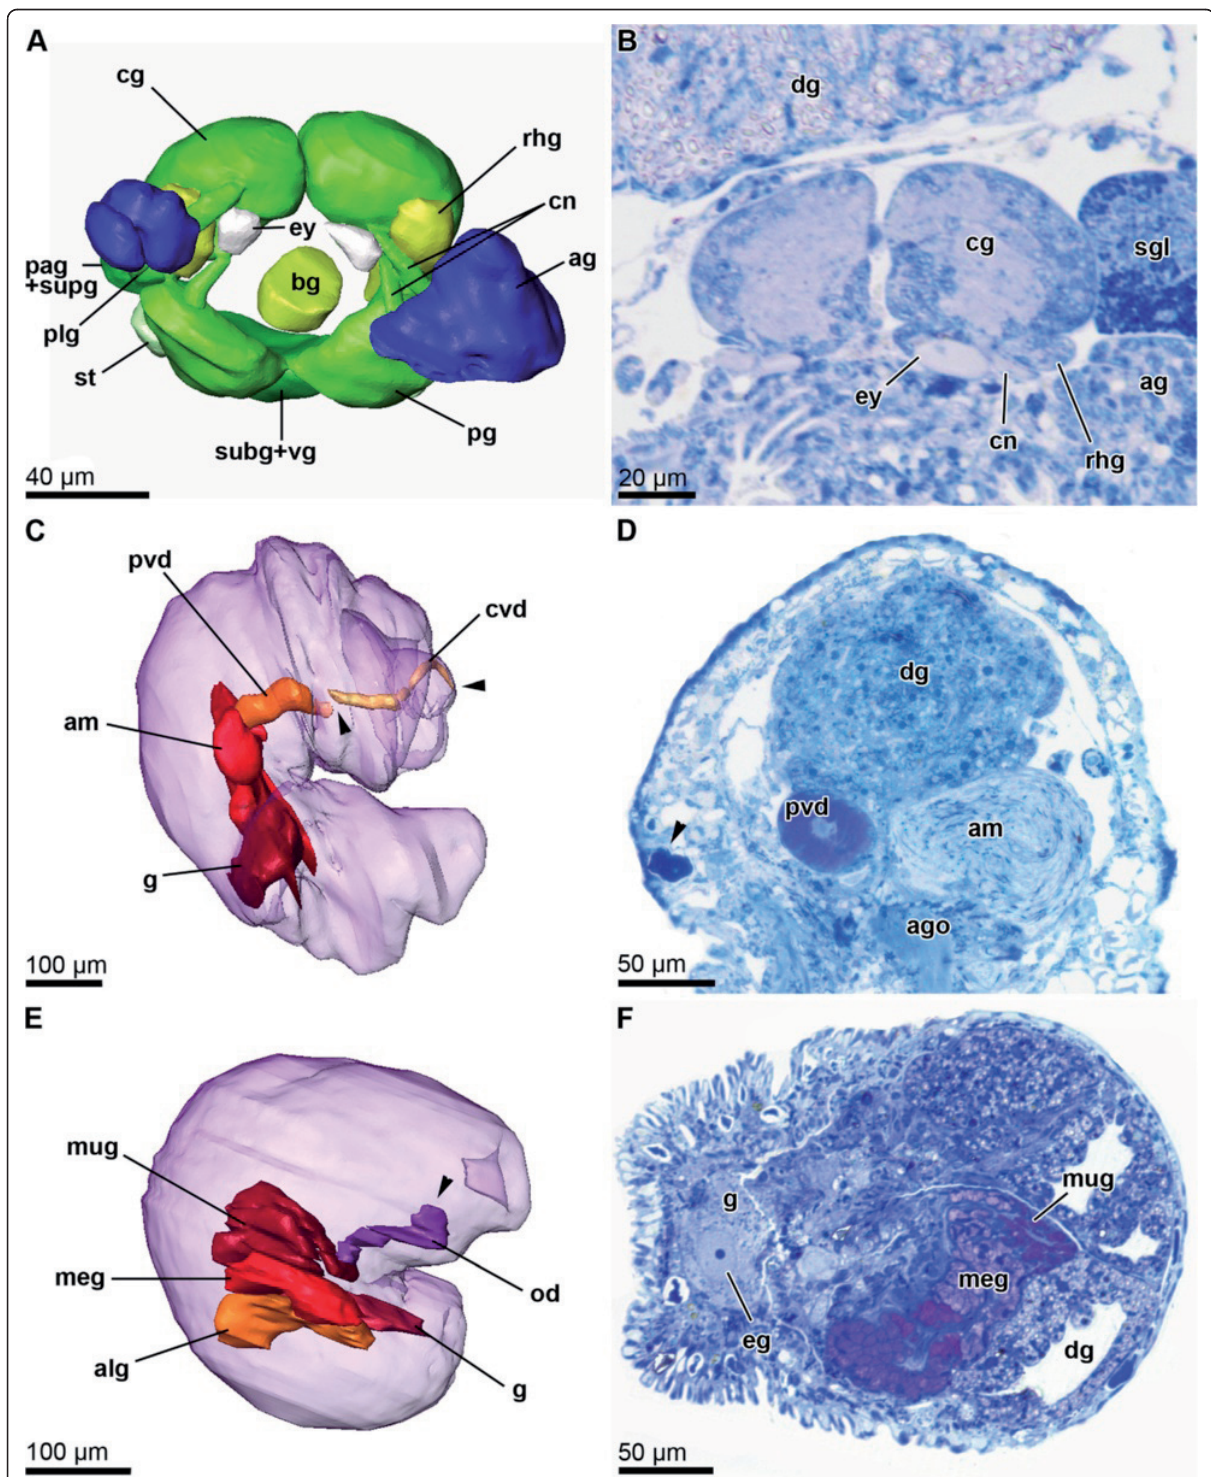 A
cg
rhg
cn
ey
ag
bg
pag
+supg
plg
st
pg
subg+vg
40 µm
B
dg
cg
sgl
ey
cn
rhg
ag
20 µm
C
pvd
cvd
am
g
100 µm
D
dg
pvd
am
ago
50 µm
E
mug
meg
od
alg
g
100 µm
F
g
mug
meg
eg
dg
50 µm